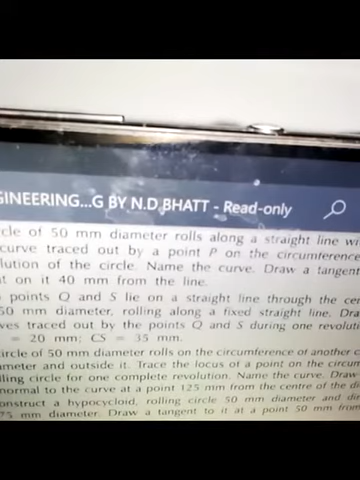 GINEERING...G BY N.D.BHATT - Read-only
cle of 50 mm diameter rolls along a straight line wi
curve traced out by a point P on the circumference
lution of the circle. Name the curve. Draw a tangent
t on it 40 mm from the line.
points Q and S lie on a straight line through the ce
50 mm diameter, rolling along a fixed straight line. Dra
ves traced out by the points Q and S during one revolut
= 20 mm; CS = 35 mm.
ircle of 50 mm diameter rolls on the circumference of another c
ameter and outside it. Trace the locus of a point on the circum
lling circle for one complete revolution. Name the curve. Draw
normal to the curve at a point 125 mm from the centre of the di
onstruct a hypocycloid, rolling circle 50 mm diameter and di
75 mm diameter. Draw a tangent to it at a point 50 mm from